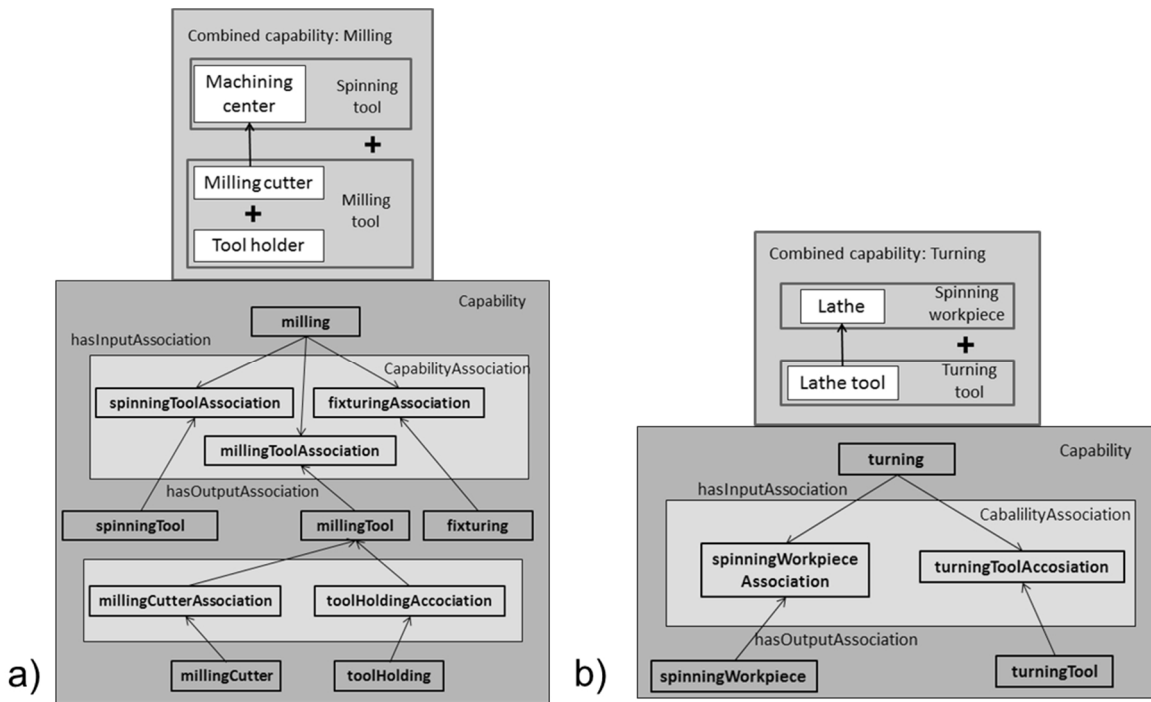 Combined capability: Milling
Machining
center
Spinning
tool
+
Milling cutter
+
Tool holder
Milling
tool
Capability
milling
hasInputAssociation
CapabilityAssociation
spinningToolAssociation
fixturingAssociation
millingToolAssociation
hasOutputAssociation
spinningTool
millingTool
fixturing
millingCutterAssociation
toolHoldingAccociation
millingCutter
toolHolding
a)
Combined capability: Turning
Lathe
Spinning
workpiece
+
Lathe tool
Turning
tool
Capability
turning
hasInputAssociation
CabalilityAssociation
spinningWorkpiece
Association
turningToolAccosiation
hasOutputAssociation
spinningWorkpiece
turningTool
b)